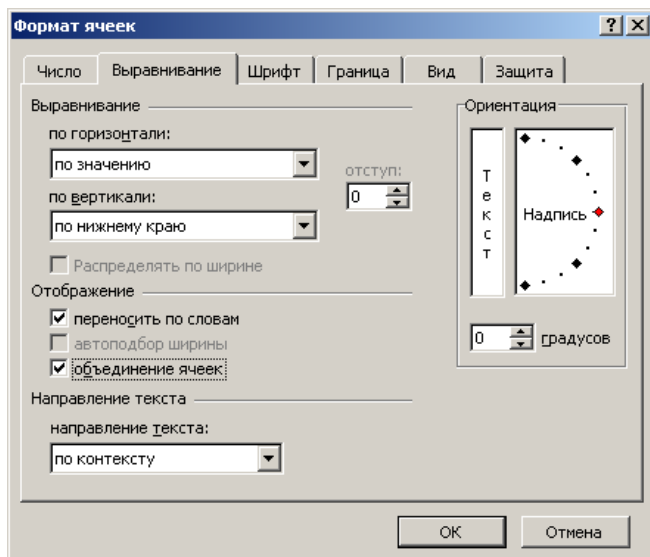 Формат ячеек
Число Выравнивание Шрифт Граница Вид Защита
Выравнивание
по горизонтали:
по значению
отступ:
0
по вертикали:
по нижнему краю
Распределять по ширине
Отображение
переносить по словам
автоподбор ширины
объединение ячеек
Направление текста
направление текста:
по контексту
Ориентация
Текст
Надпись
0 градусов
ОК Отмена